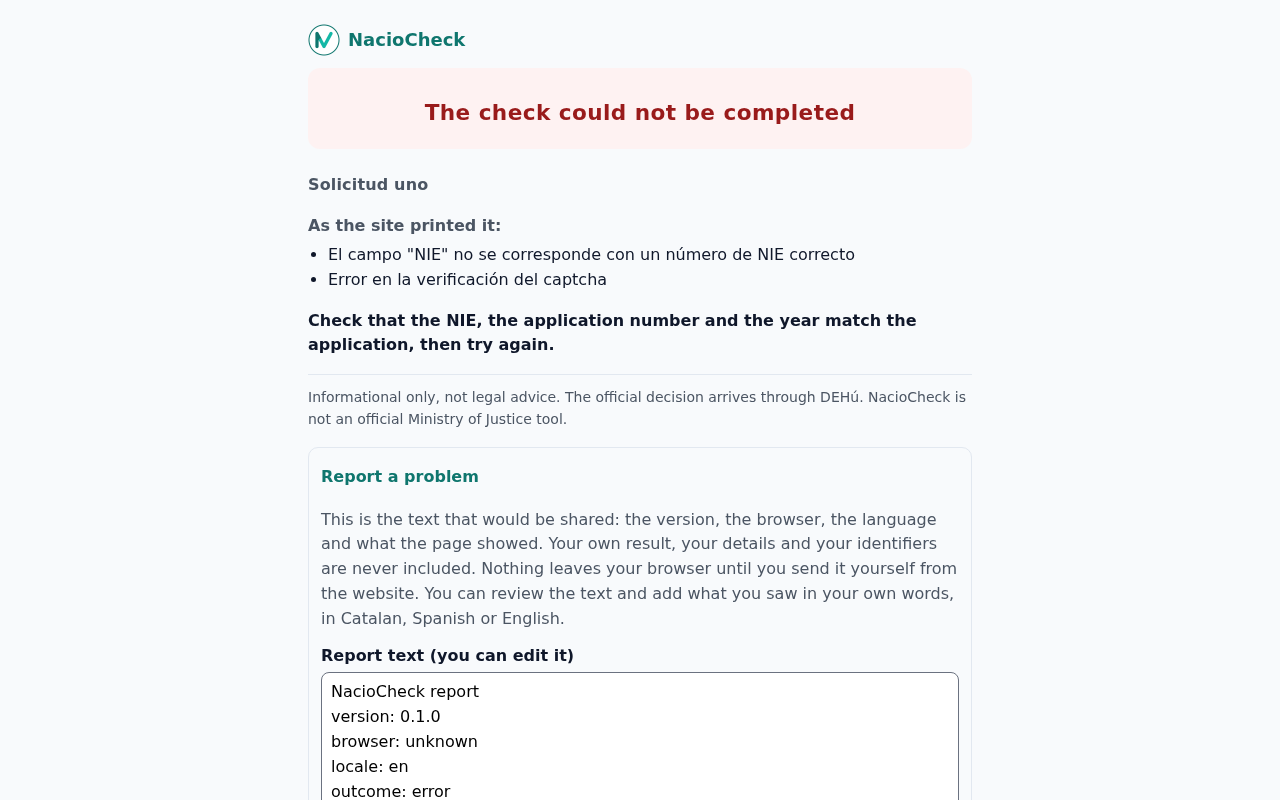 NacioCheck
The check could not be completed
Solicitud uno
As the site printed it:
• El campo "NIE" no se corresponde con un número de NIE correcto
• Error en la verificación del captcha
Check that the NIE, the application number and the year match the
application, then try again.
Informational only, not legal advice. The official decision arrives through DEHú. NacioCheck is
not an official Ministry of Justice tool.
Report a problem
This is the text that would be shared: the version, the browser, the language
and what the page showed. Your own result, your details and your identifiers
are never included. Nothing leaves your browser until you send it yourself from
the website. You can review the text and add what you saw in your own words,
in Catalan, Spanish or English.
Report text (you can edit it)
NacioCheck report
version: 0.1.0
browser: unknown
locale: en
outcome: error